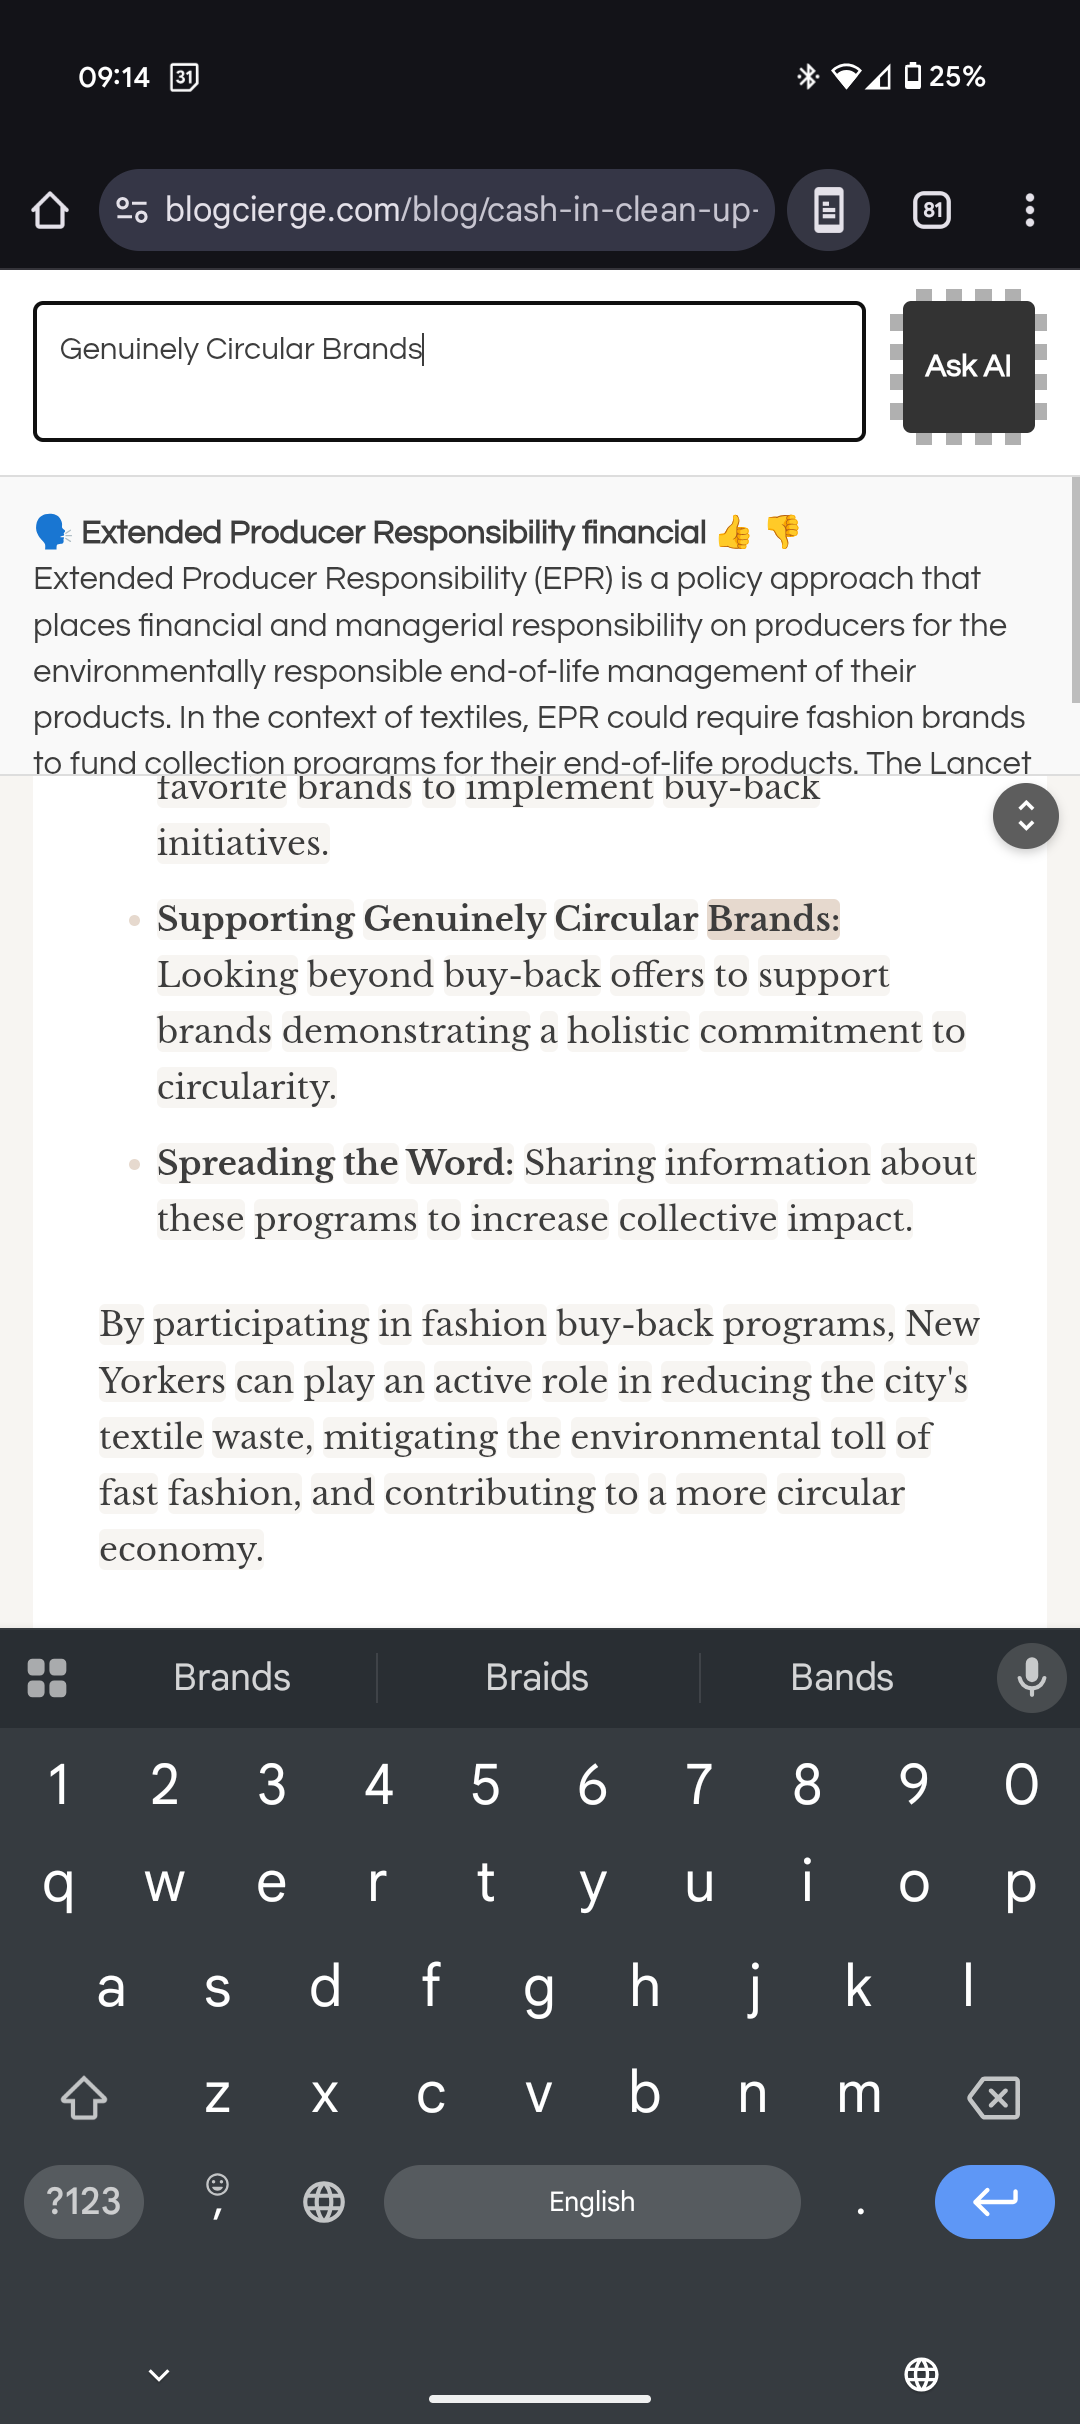 09:14 31 25%
blogcierge.com/blog/cash-in-clean-up- 81
Genuinely Circular Brands
Ask AI
Extended Producer Responsibility financial
Extended Producer Responsibility (EPR) is a policy approach that
places financial and managerial responsibility on producers for the
environmentally responsible end-of-life management of their
products. In the context of textiles, EPR could require fashion brands
to fund collection programs for their end-of-life products. The Lancet
favorite brands to implement buy-back
initiatives.
Supporting Genuinely Circular Brands:
Looking beyond buy-back offers to support
brands demonstrating a holistic commitment to
circularity.
Spreading the Word: Sharing information about
these programs to increase collective impact.
By participating in fashion buy-back programs, New
Yorkers can play an active role in reducing the city's
textile waste, mitigating the environmental toll of
fast fashion, and contributing to a more circular
economy.
Brands Braids Bands
1 2 3 4 5 6 7 8 9 0
q w e r t y u i o p
a s d f g h j k l
z x c v b n m
?123 , English .